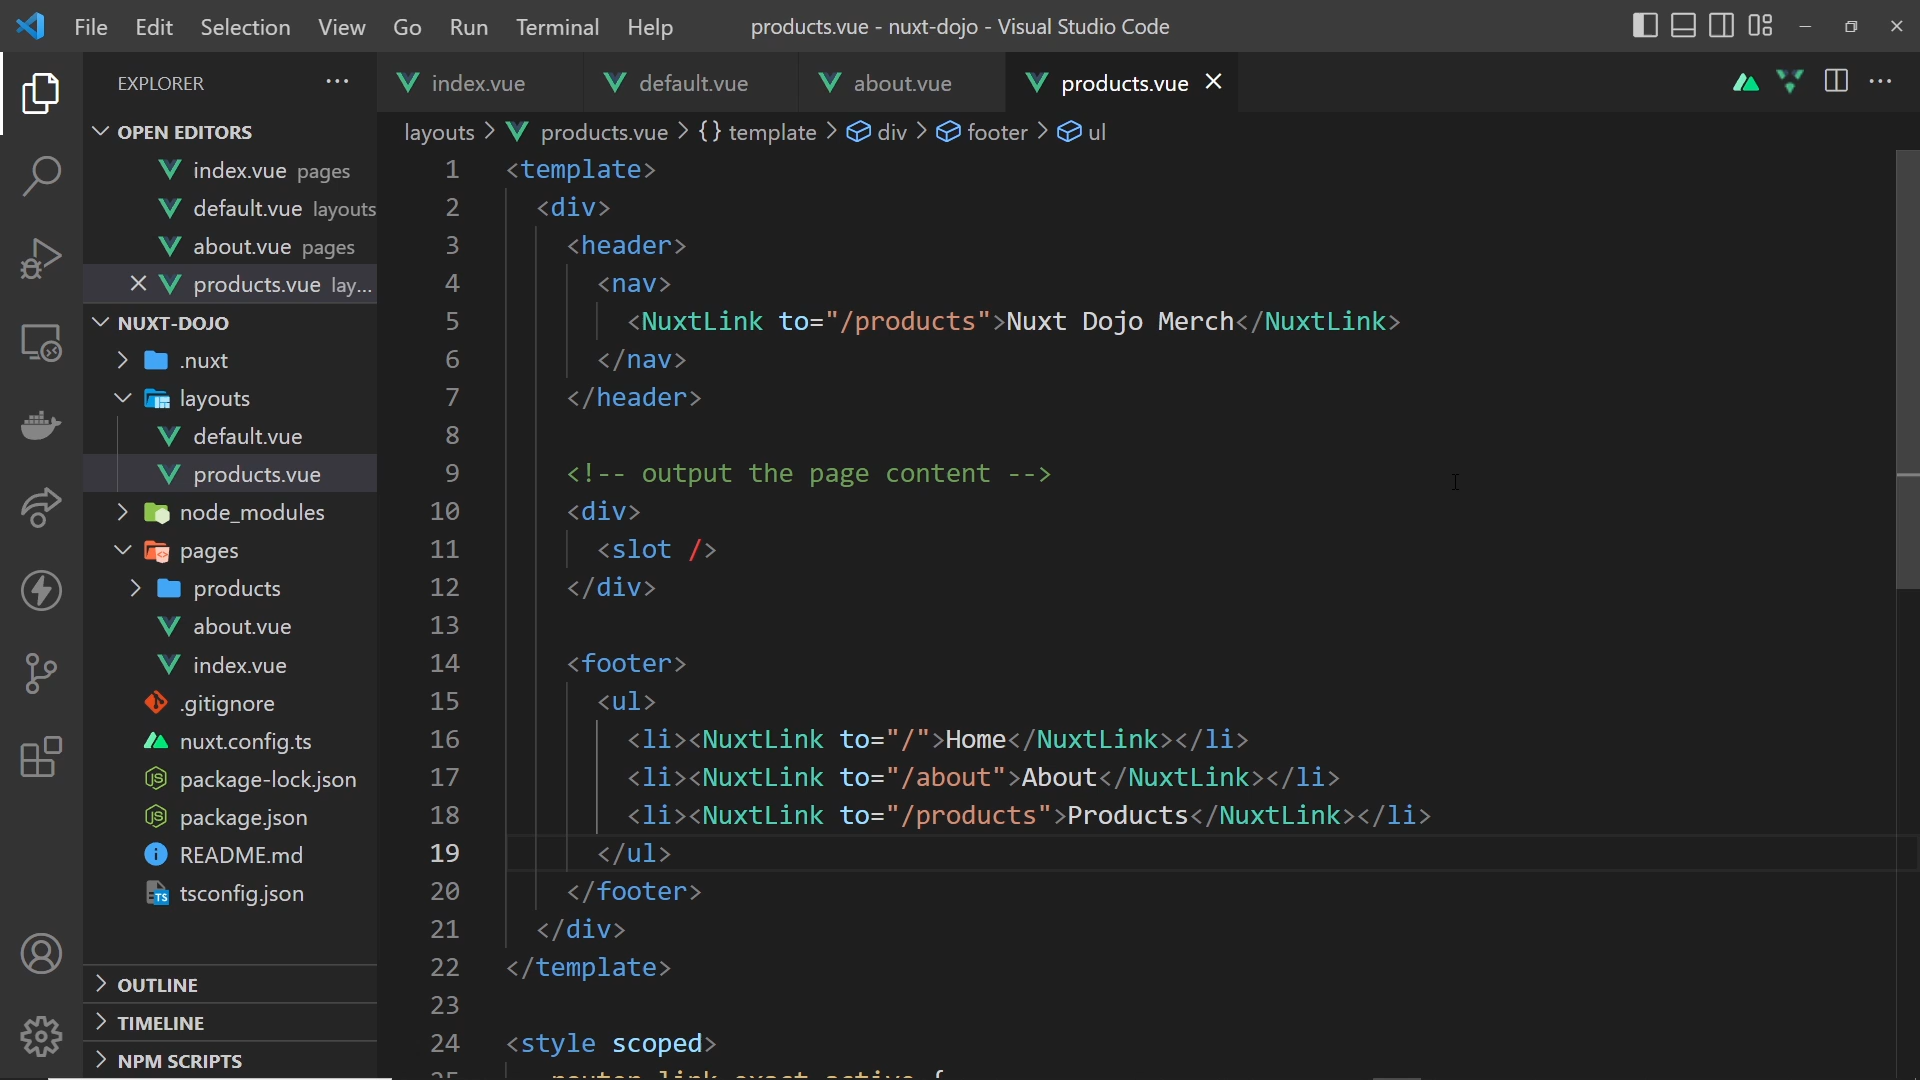 File Edit Selection View Go Run Terminal Help products.vue - nuxt-dojo - Visual Studio Code
EXPLORER
OPEN EDITORS
index.vue pages
default.vue layouts
about.vue pages
products.vue lay...
NUXT-DOJO
.nuxt
layouts
default.vue
products.vue
node_modules
pages
products
about.vue
index.vue
.gitignore
nuxt.config.ts
package-lock.json
package.json
README.md
tsconfig.json
OUTLINE
TIMELINE
NPM SCRIPTS
index.vue default.vue about.vue products.vue
layouts > products.vue > {} template > div > footer > ul
1 <template>
2 <div>
3 <header>
4 <nav>
5 <NuxtLink to="/products">Nuxt Dojo Merch</NuxtLink>
6 </nav>
7 </header>
8
9 <!-- output the page content -->
10 <div>
11 <slot />
12 </div>
13
14 <footer>
15 <ul>
16 <li><NuxtLink to="/">Home</NuxtLink></li>
17 <li><NuxtLink to="/about">About</NuxtLink></li>
18 <li><NuxtLink to="/products">Products</NuxtLink></li>
19 </ul>
20 </footer>
21 </div>
22 </template>
23
24 <style scoped>